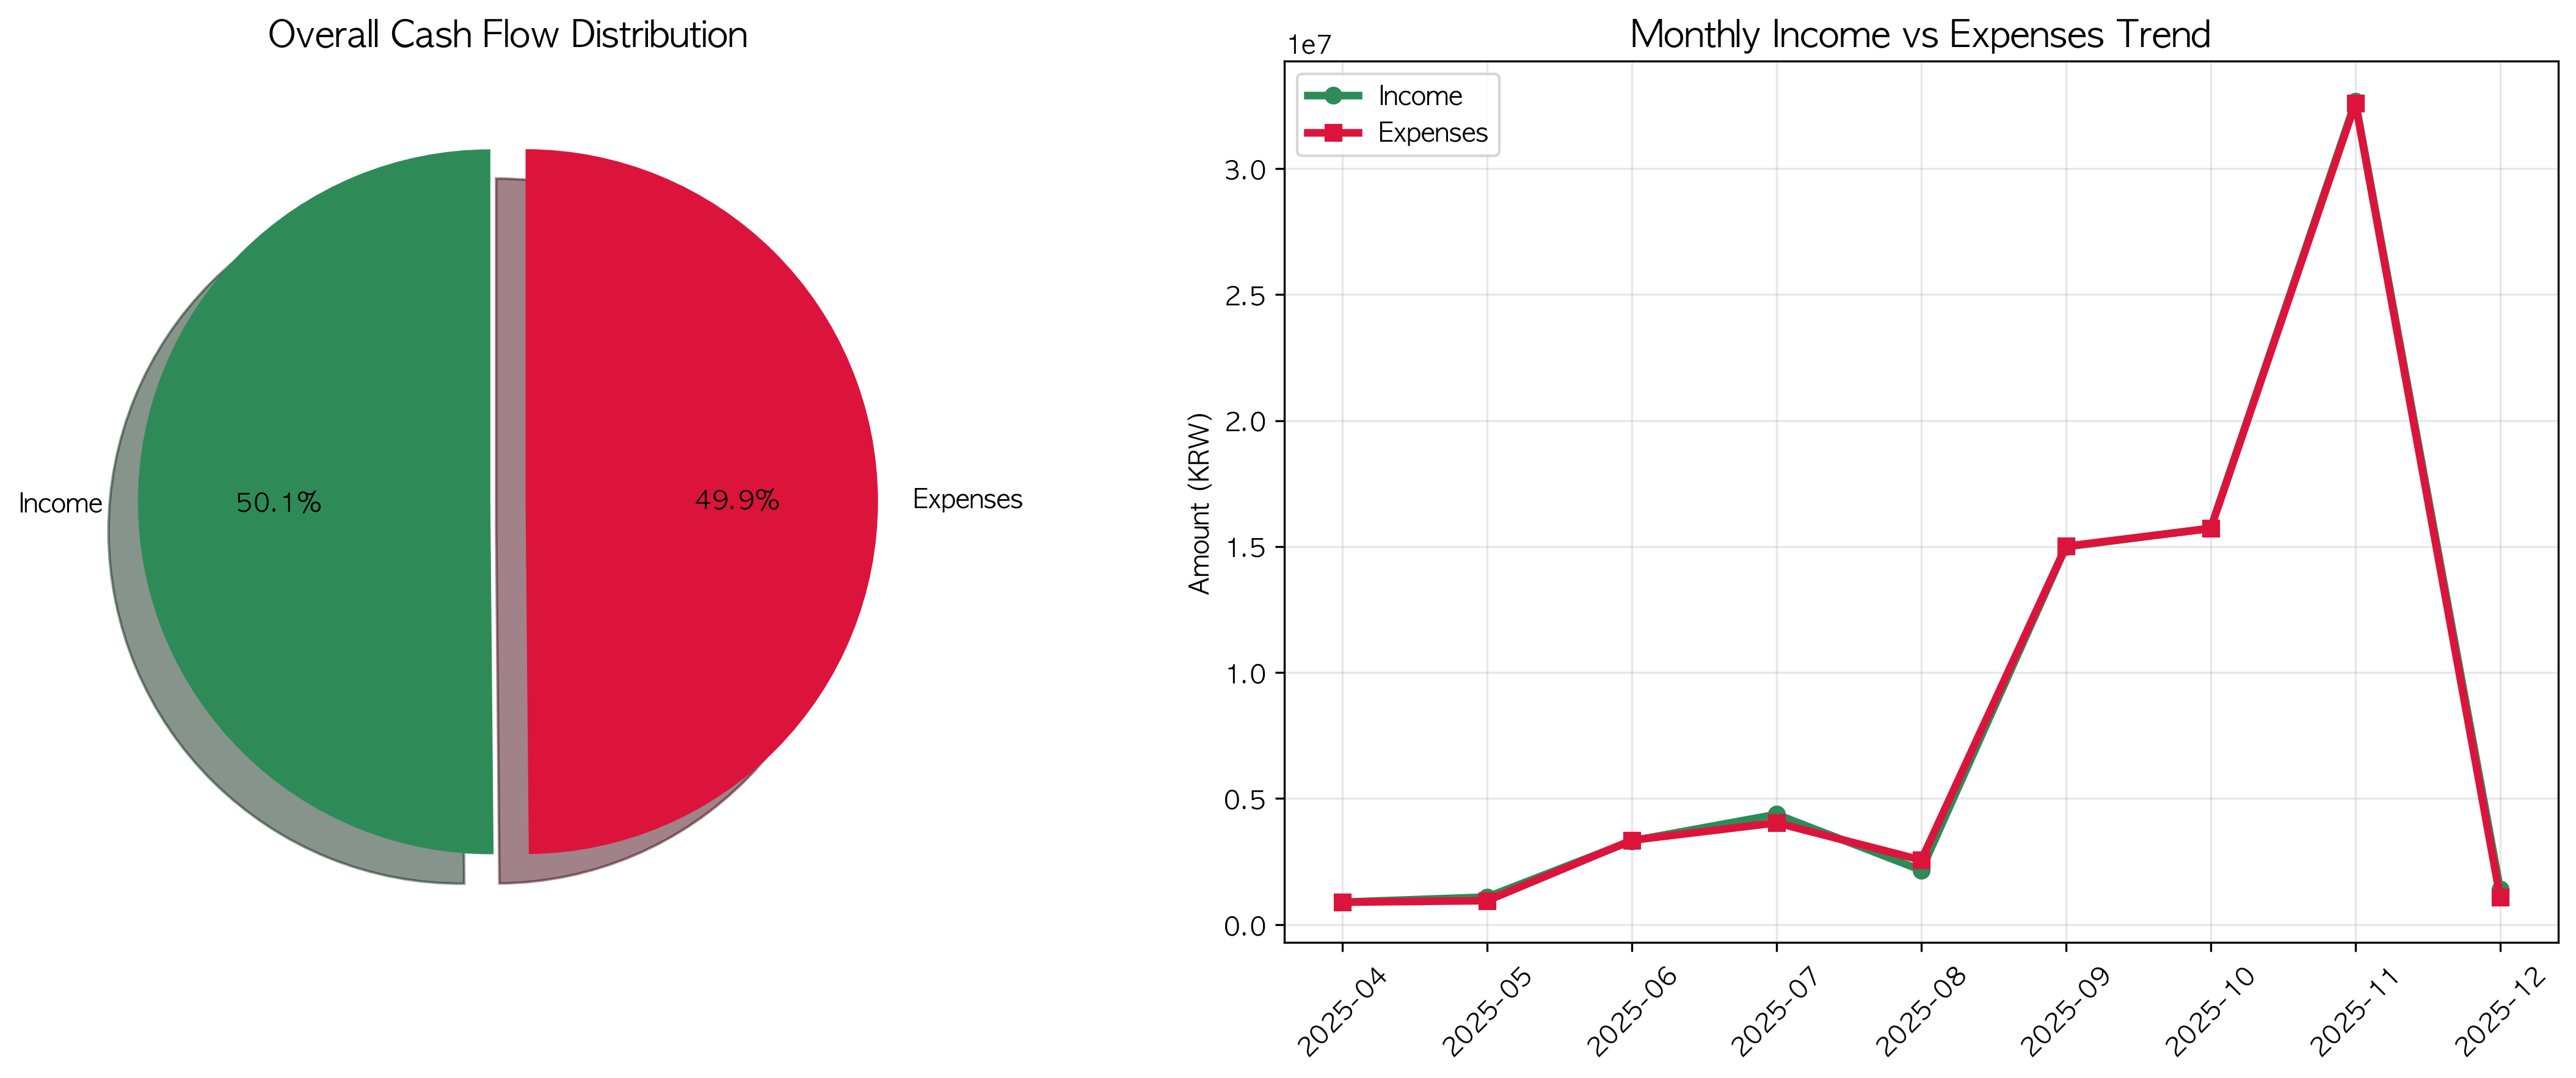 Overall Cash Flow Distribution
Income
50.1%
49.9%
Expenses
Monthly Income vs Expenses Trend
1e7
Income
Expenses
Amount (KRW)
3.0
2.5
2.0
1.5
1.0
0.5
0.0
2025-04
2025-05
2025-06
2025-07
2025-08
2025-09
2025-10
2025-11
2025-12